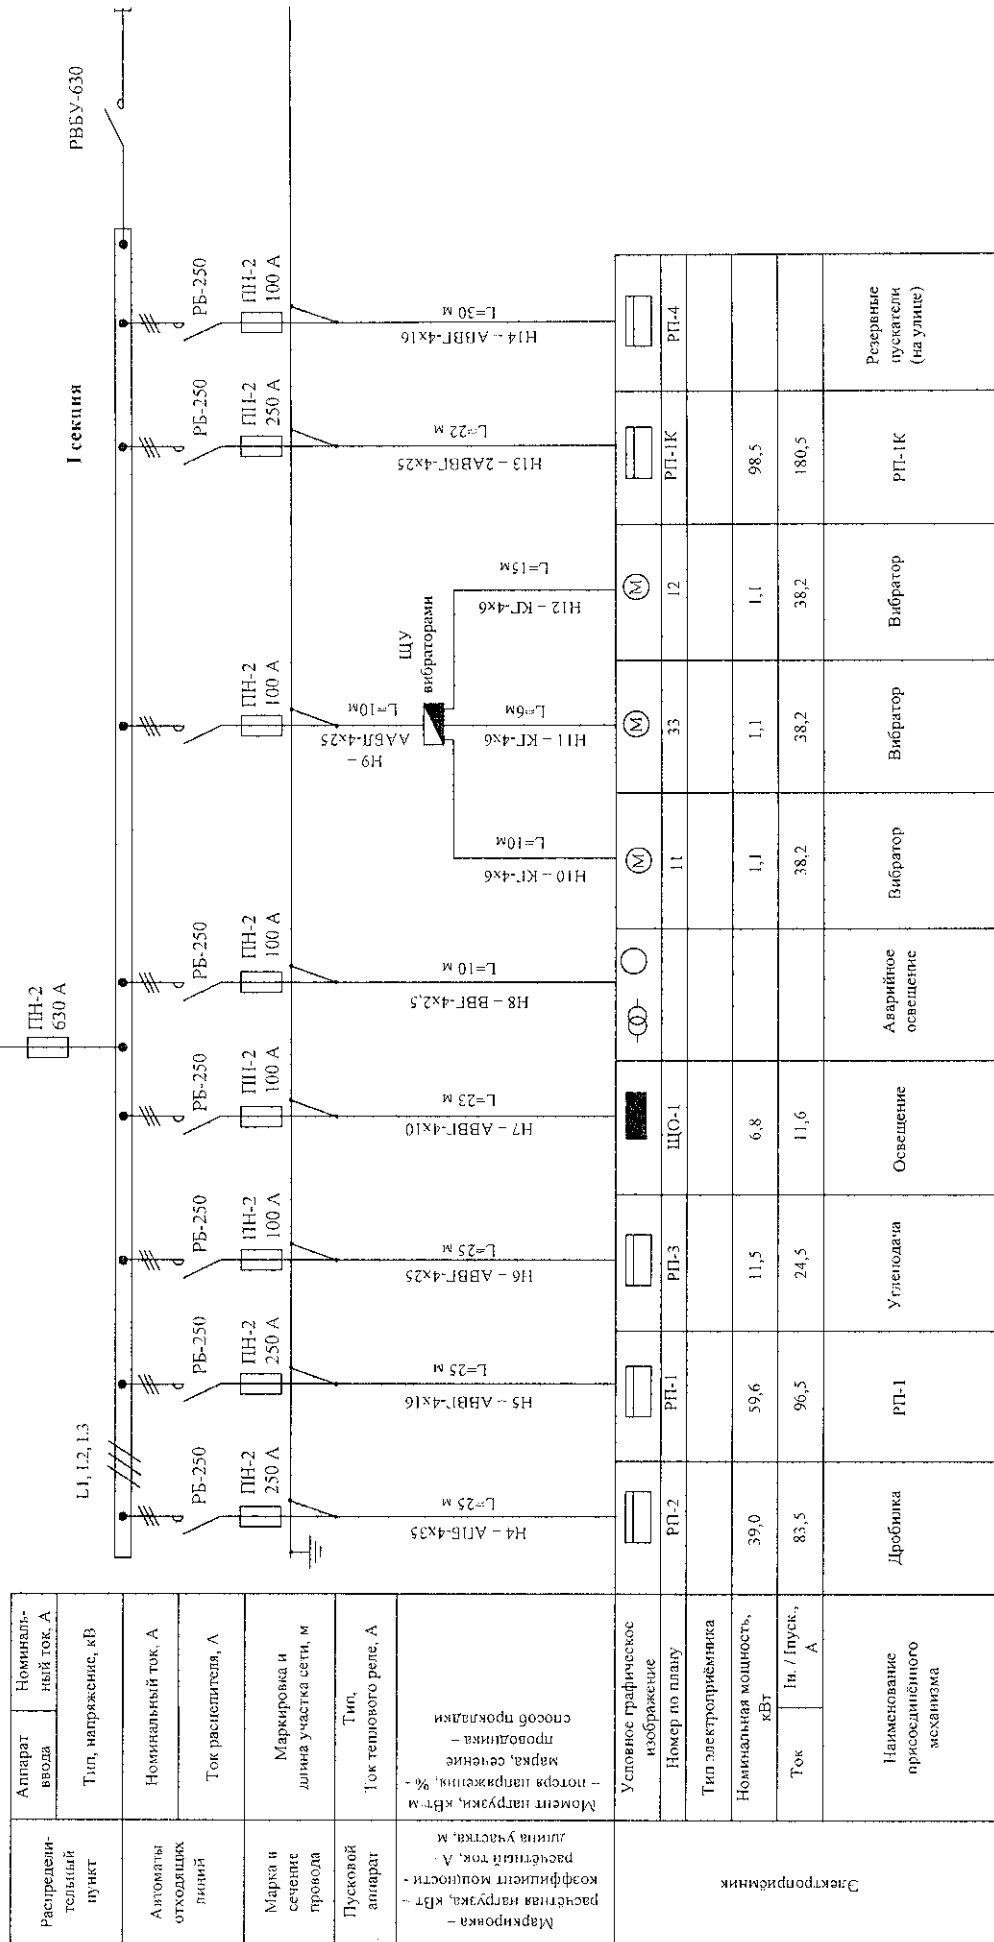 РВБУ-630
I секция
ПН-2
630 А
L1, L2, L3
РБ-250
РБ-250
РБ-250
РБ-250
РБ-250
РБ-250
РБ-250
ПН-2
250 А
ПН-2
250 А
ПН-2
100 А
ПН-2
100 А
ПН-2
100 А
ПН-2
100 А
ПН-2
250 А
ПН-2
100 А
Н4 – АПБ-4х35
L=25 м
Н5 – АВВГ-4х16
L=25 м
Н6 – АВВГ-4х25
L=25 м
Н7 – АВВГ-4х10
L=23 м
Н8 – ВВГ-4х2,5
L=10 м
Н9 –
ААБЛ-4х25
L=10м
ЩУ
вибраторами
Н10 – КГ-4х6
L=10м
Н11 – КГ-4х6
L=6м
Н12 – КГ-4х6
L=15м
Н13 – 2АВВГ-4х25
L=22 м
Н14 – АВВГ-4х16
L=30 м
Распредели-
тельный
пункт
Аппарат
ввода
Номиналь-
ный ток, А
Тип, напряжение, кВ
Автоматы
отходящих
линий
Номинальный ток, А
Ток расцепителя, А
Марка и
сечение
провода
Маркировка и
длина участка сети, м
Пусковой
аппарат
Тип,
Ток теплового реле, А
Маркировка –
расчётная нагрузка, кВт –
коэффициент мощности -
расчётный ток, А -
длина участка, м
Момент нагрузки, кВт·м
– потеря напряжения, % -
марка, сечение
проводника –
способ прокладки
Электроприёмник
Условное графическое
изображение
М
М
М
Номер по плану
РП-2
РП-1
РП-3
ЩО-1
11
33
12
РП-1К
РП-4
Тип электроприёмника
Номинальная мощность,
кВт
39,0
59,6
11,5
6,8
1,1
1,1
1,1
98,5
Ток
Iн. / Iпуск.,
А
83,5
96,5
24,5
11,6
38,2
38,2
38,2
180,5
Наименование
присоединённого
механизма
Дробилка
РП-1
Углеподача
Освещение
Аварийное
освещение
Вибратор
Вибратор
Вибратор
РП-1К
Резервные
пускатели
(на улице)